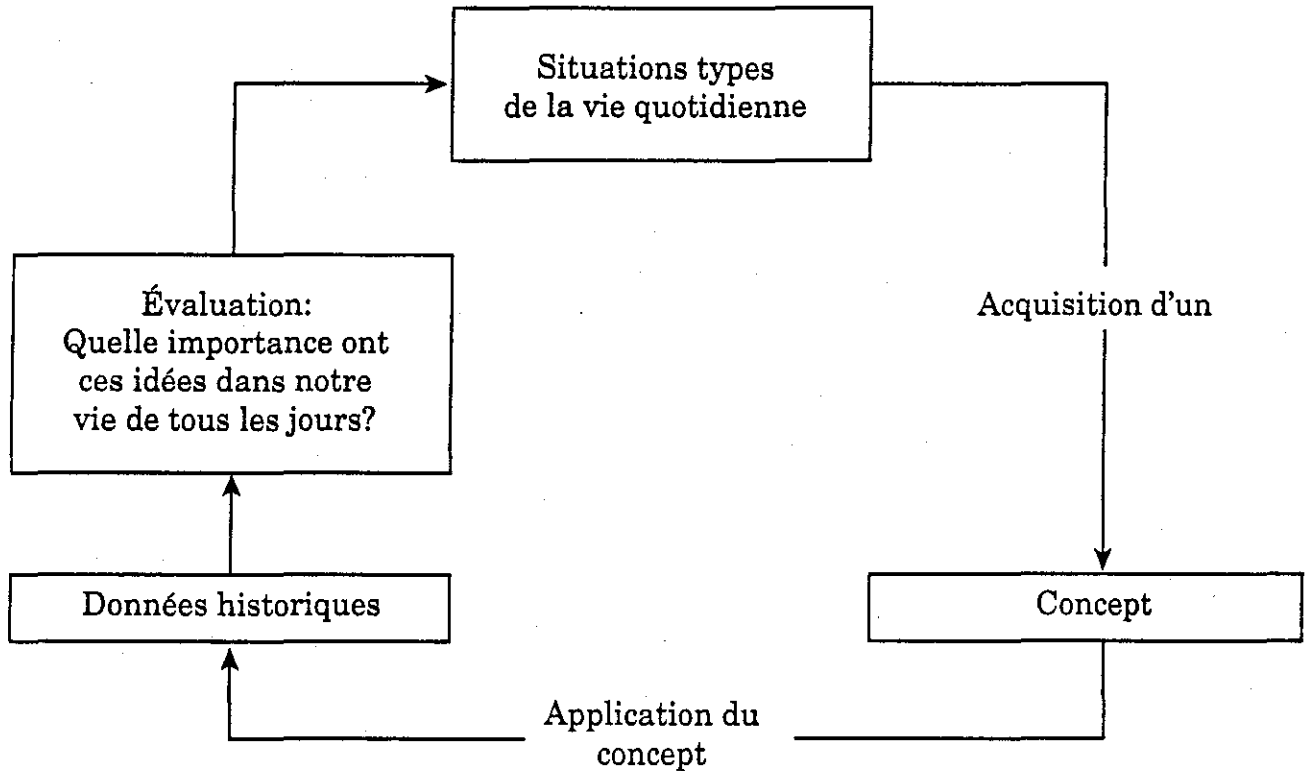 Situations types
de la vie quotidienne
Évaluation:
Quelle importance ont
ces idées dans notre
vie de tous les jours?
Acquisition d'un
Données historiques
Concept
Application du
concept